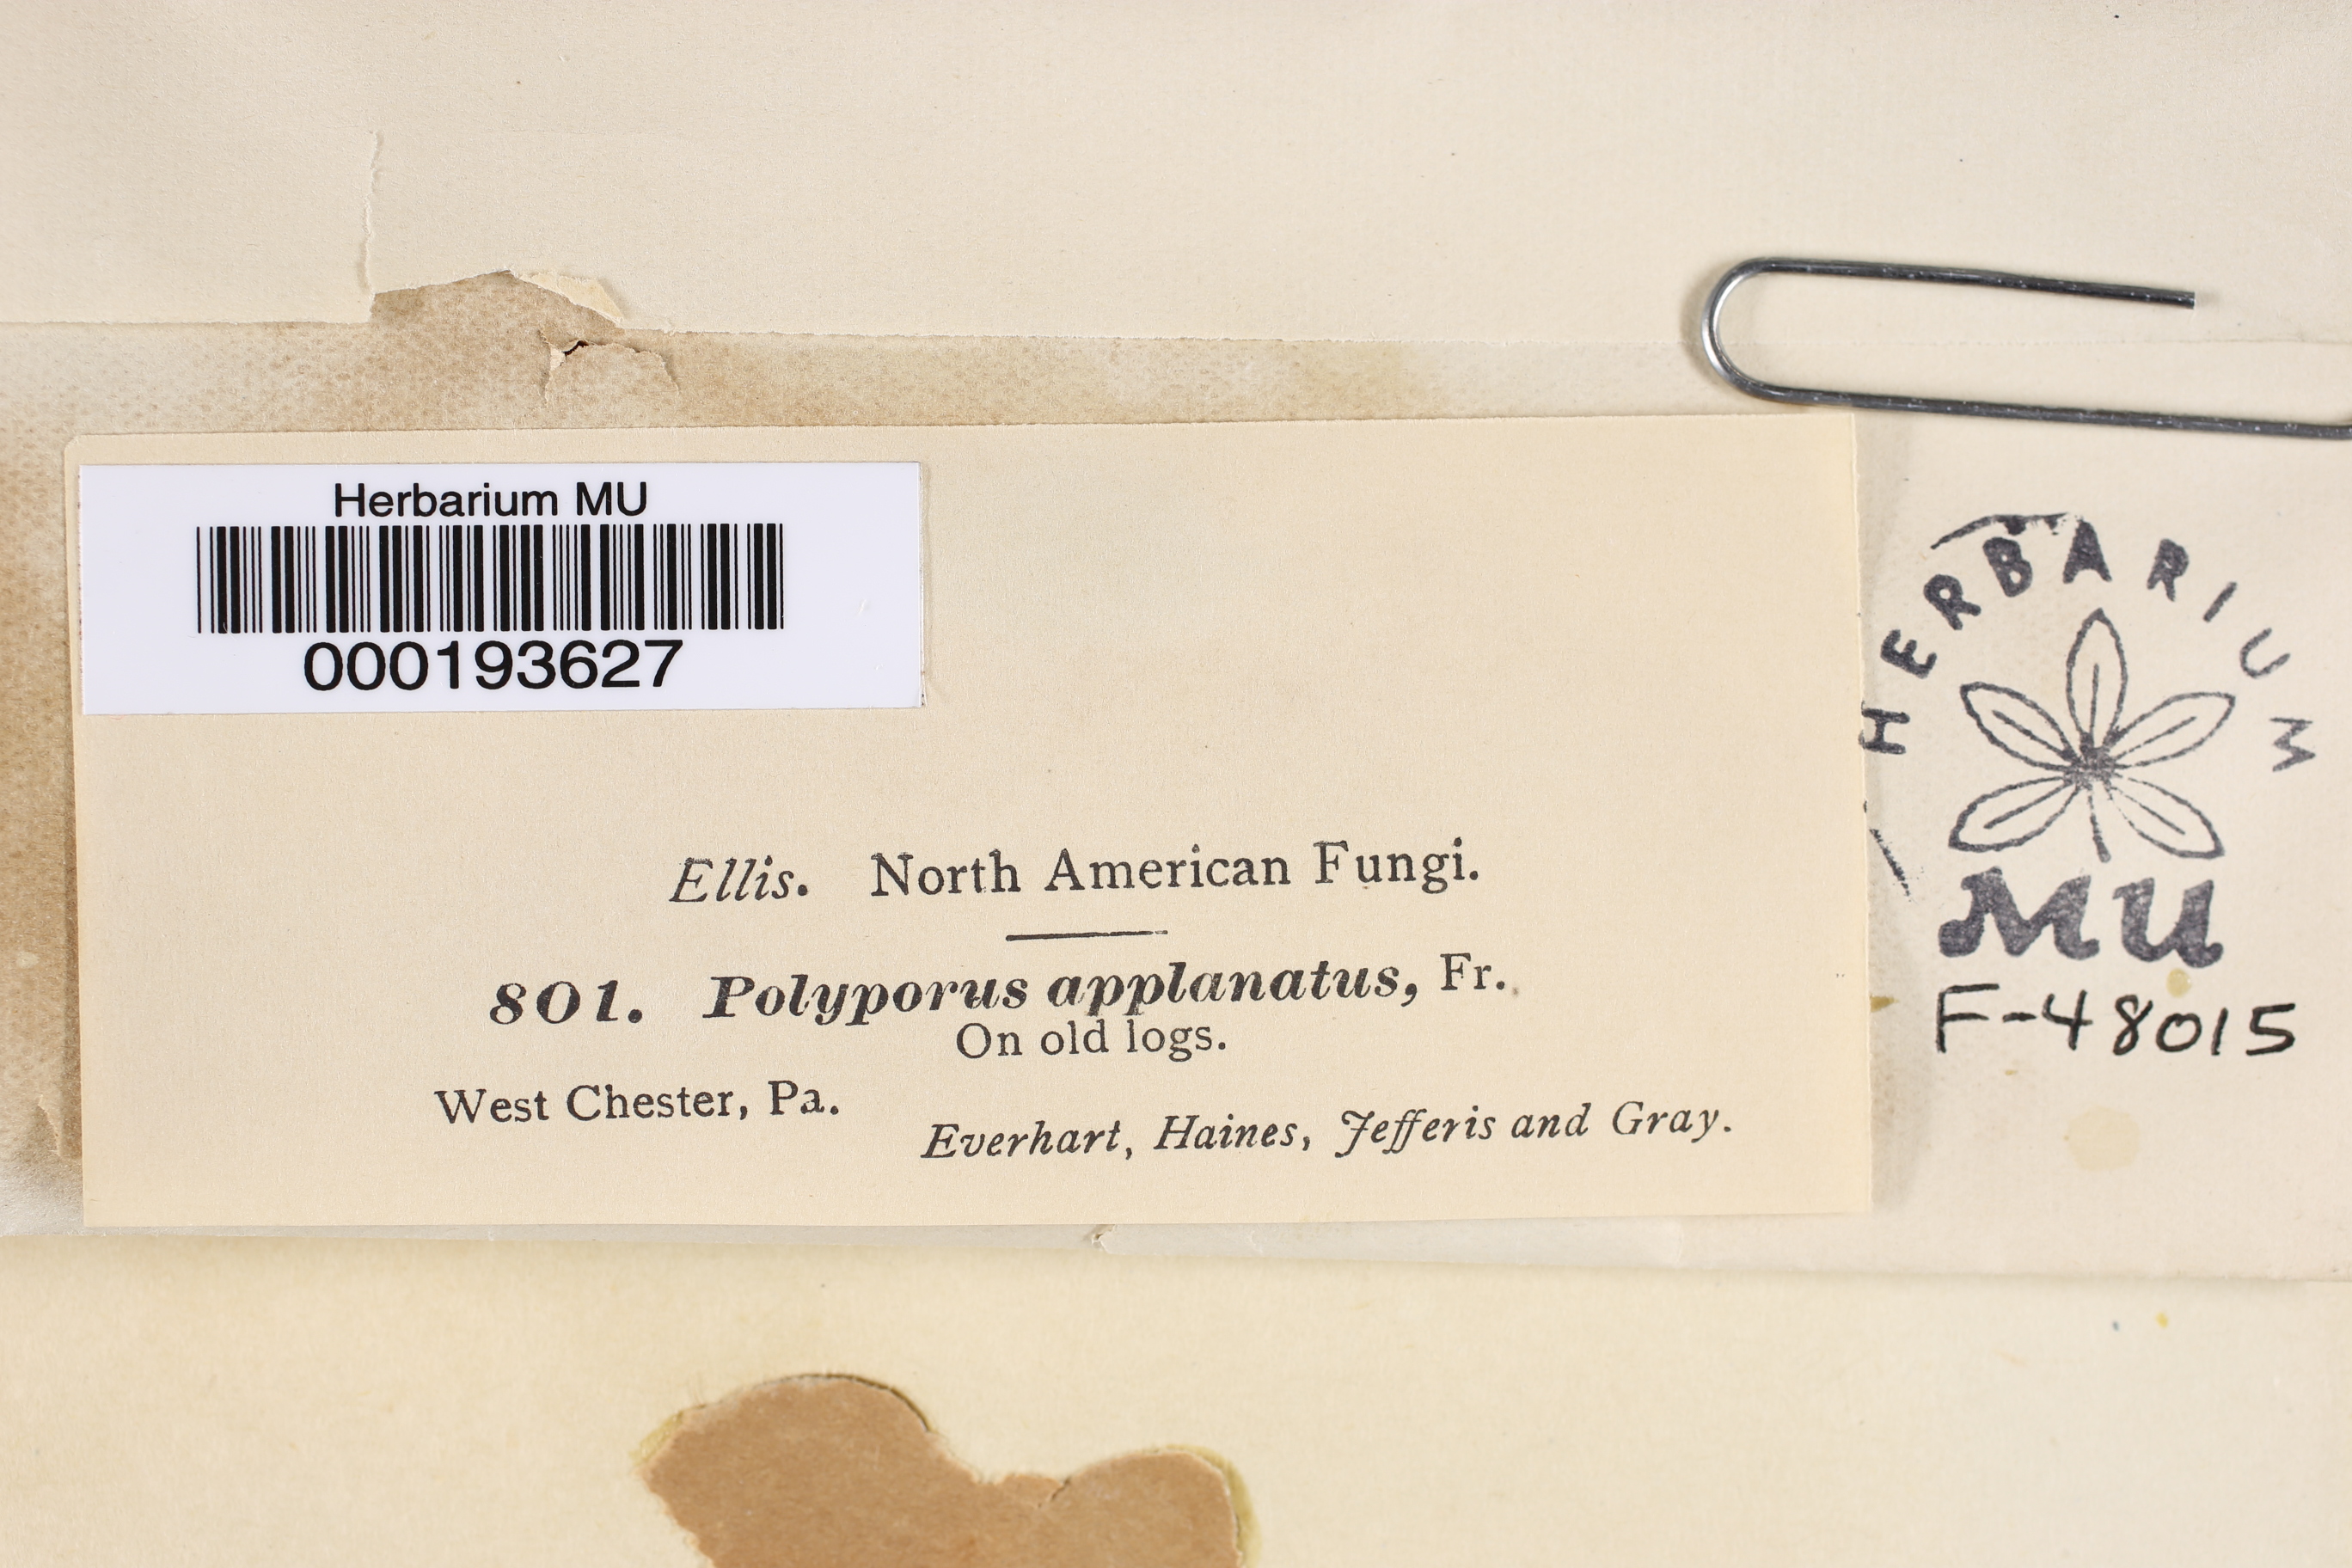 Herbarium MU
000193627
Ellis. North American Fungi.
801. Polyporus applanatus, Fr.
On old logs.
West Chester, Pa.
Everhart, Haines, Jefferis and Gray.
HERBARIUM
MU
F-48015